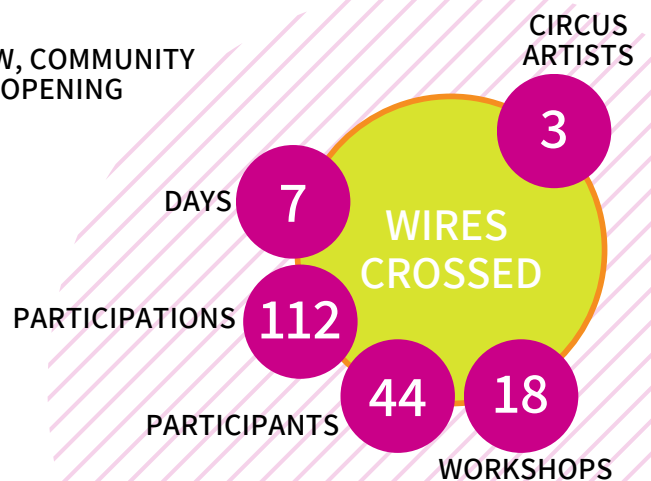 CIRCUS
ARTISTS
3
, COMMUNITY
OPENING
DAYS
7
WIRES
CROSSED
PARTICIPATIONS
112
PARTICIPANTS
44
18
WORKSHOPS